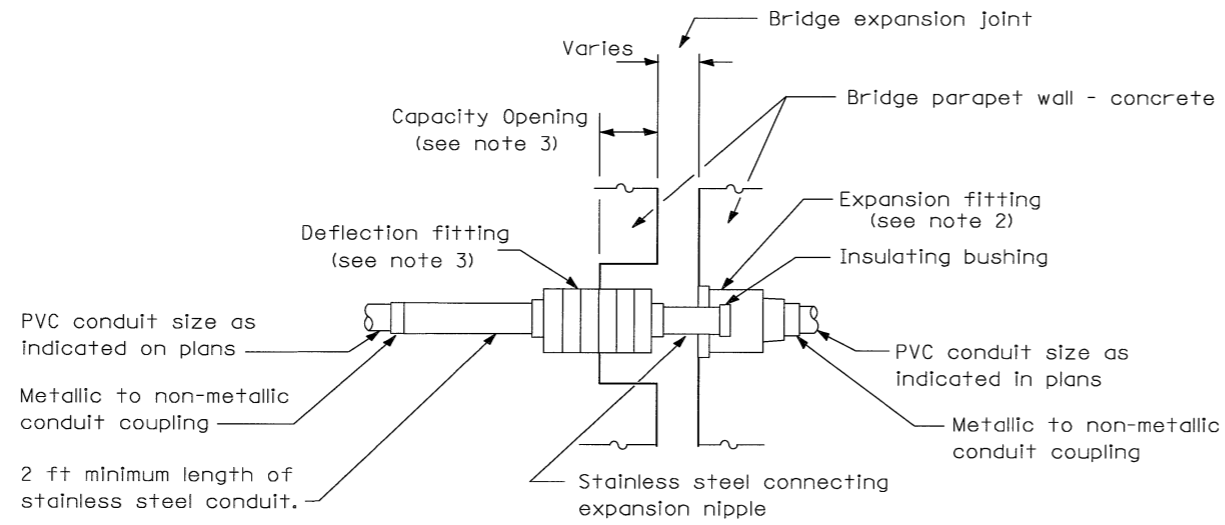 Bridge expansion joint
Varies
Bridge parapet wall - concrete
Capacity Opening
(see note 3)
Expansion fitting
(see note 2)
Deflection fitting
(see note 3)
Insulating bushing
PVC conduit size as
indicated on plans
PVC conduit size as
indicated in plans
Metallic to non-metallic
conduit coupling
Metallic to non-metallic
conduit coupling
2 ft minimum length of
stainless steel conduit.
Stainless steel connecting
expansion nipple